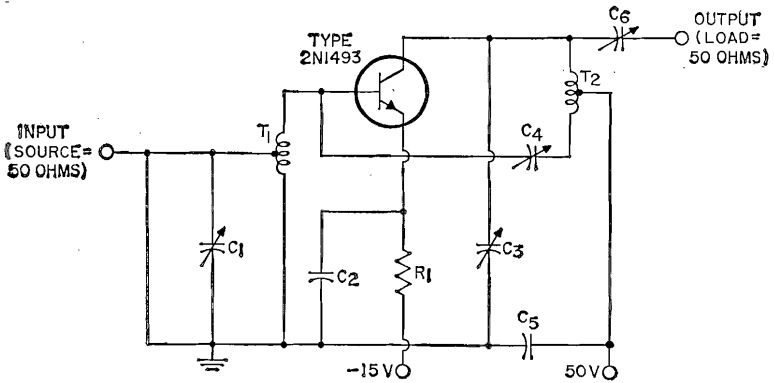 C6
OUTPUT
(LOAD=
50 OHMS)
TYPE
2N1493
T2
T1
INPUT
(SOURCE=
50 OHMS)
C4
C1
C2
R1
C3
C5
-15V
50V